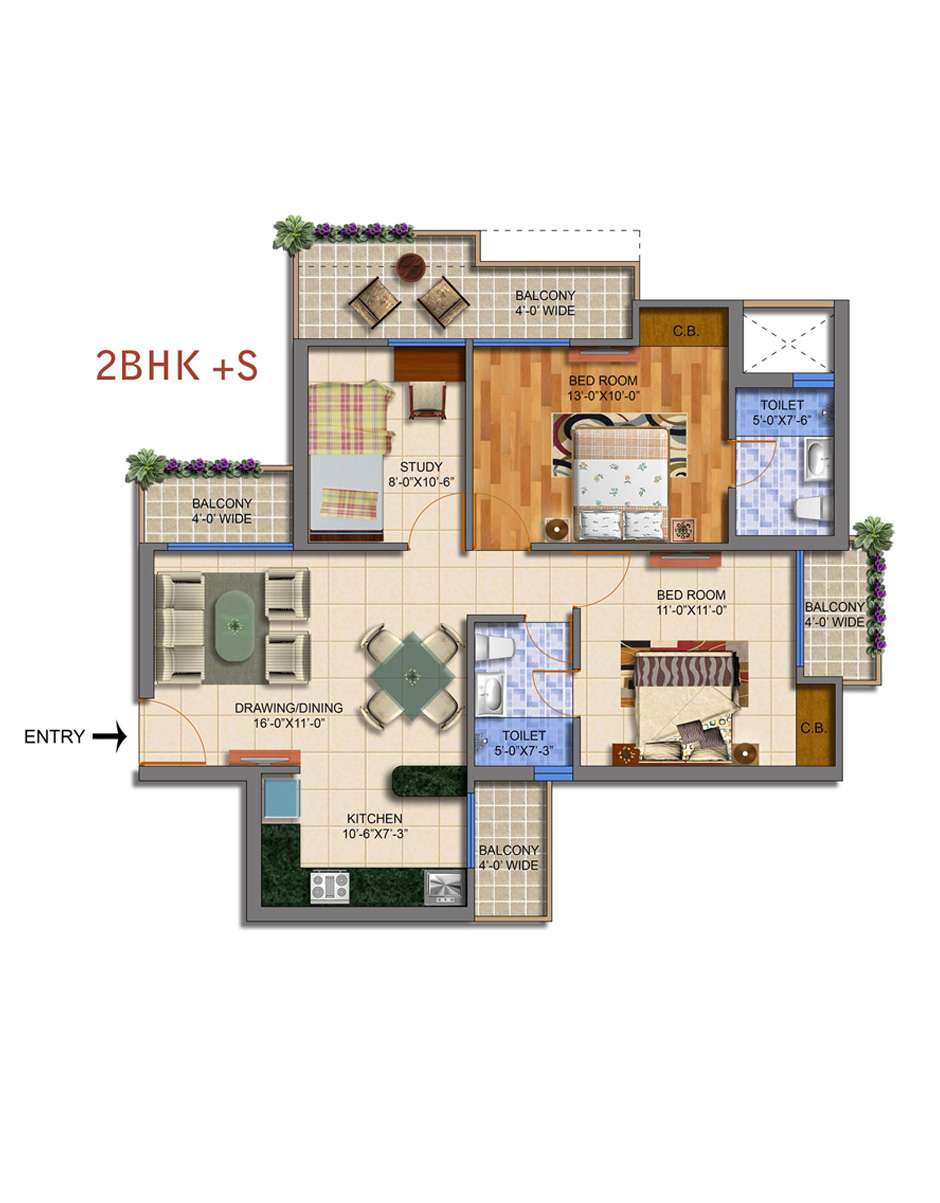 BALCONY
4'-0' WIDE
C.B.
2BHK +S
BED ROOM
13'-0"X10'-0"
TOILET
5'-0"X7'-6"
STUDY
8'-0"X10'-6"
BALCONY
4'-0' WIDE
BED ROOM
11'-0"X11'-0"
BALCONY
4'-0' WIDE
DRAWING/DINING
16'-0"X11'-0"
ENTRY
TOILET
5'-0"X7'-3"
C.B.
KITCHEN
10'-6"X7'-3"
BALCONY
4'-0' WIDE